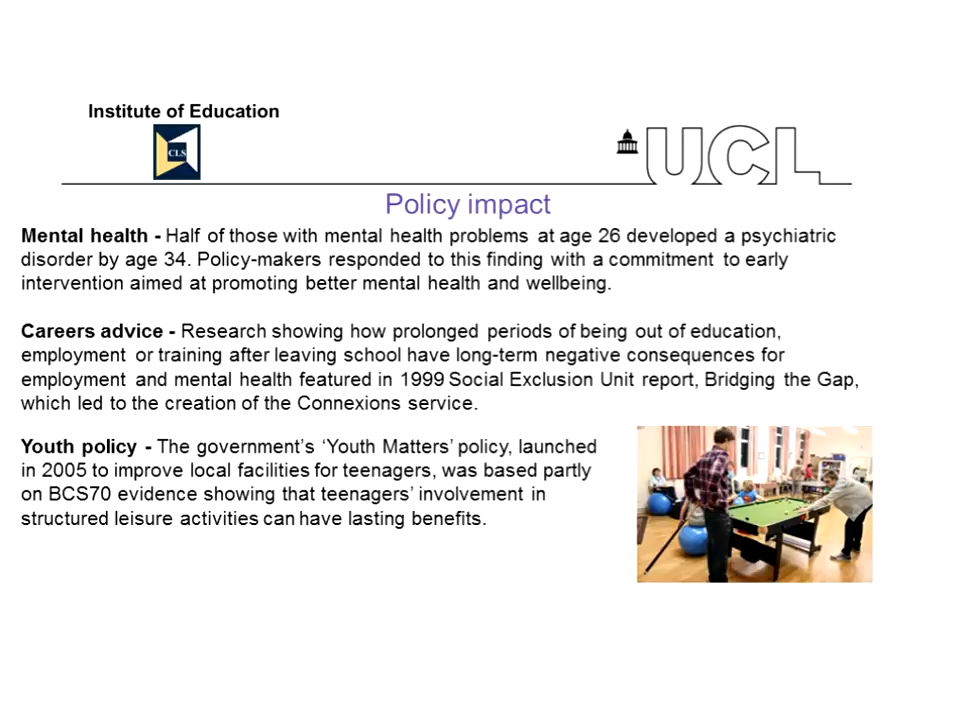 Institute of Education
CLS
UCL
Policy impact
Mental health - Half of those with mental health problems at age 26 developed a psychiatric
disorder by age 34. Policy-makers responded to this finding with a commitment to early
intervention aimed at promoting better mental health and wellbeing.
Careers advice - Research showing how prolonged periods of being out of education,
employment or training after leaving school have long-term negative consequences for
employment and mental health featured in 1999 Social Exclusion Unit report, Bridging the Gap,
which led to the creation of the Connexions service.
Youth policy - The government’s ‘Youth Matters’ policy, launched
in 2005 to improve local facilities for teenagers, was based partly
on BCS70 evidence showing that teenagers’ involvement in
structured leisure activities can have lasting benefits.